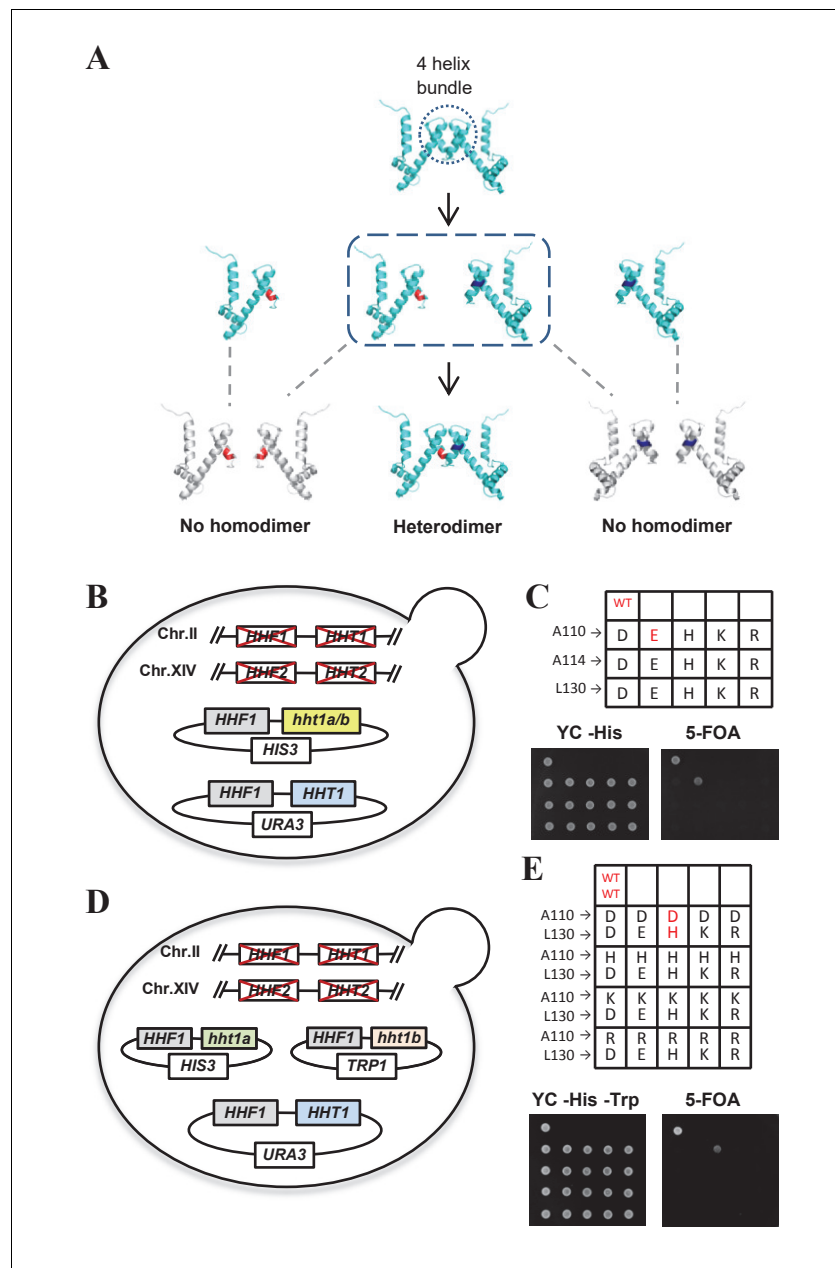 A
4 helix
bundle
No homodimer
Heterodimer
No homodimer
B
Chr.II
HHF1
HHT1
Chr.XIV
HHF2
HHT2
HHF1
hht1a/b
HIS3
HHF1
HHT1
URA3
C
WT
A110 → D E H K R
A114 → D E H K R
L130 → D E H K R
YC -His
5-FOA
D
Chr.II
HHF1
HHT1
Chr.XIV
HHF2
HHT2
HHF1
hht1a
HIS3
HHF1
hht1b
TRP1
HHF1
HHT1
URA3
E
WT
WT
A110 → D D D D D
L130 → D E H K R
A110 → H H H H H
L130 → D E H K R
A110 → K K K K K
L130 → D E H K R
A110 → R R R R R
L130 → D E H K R
YC -His -Trp
5-FOA